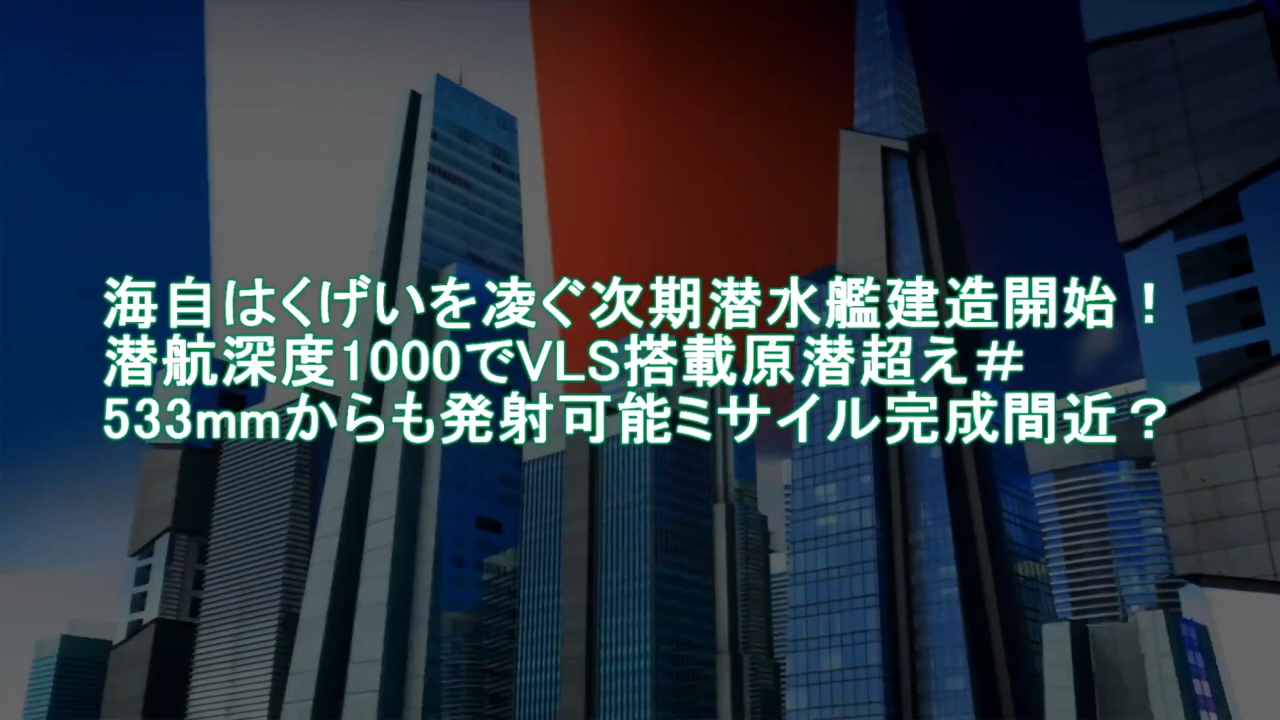 海自はくげいを凌ぐ次期潜水艦建造開始！
潜航深度1000でVLS搭載原潜超え＃
533mmからも発射可能ミサイル完成間近？